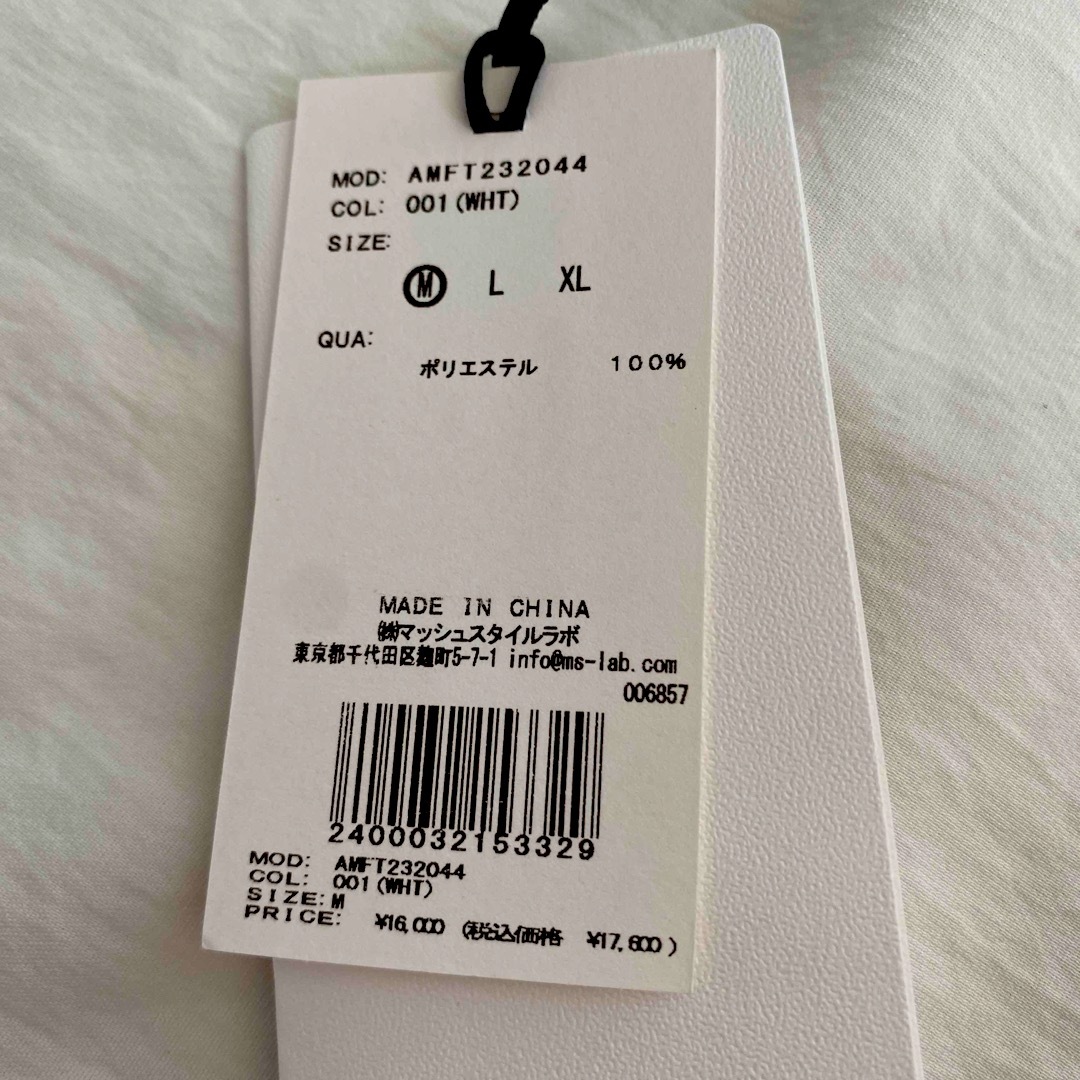 MOD: AMFT232044
COL: 001(WHT)
SIZE:
M L XL
QUA:
ポリエステル 100%
MADE IN CHINA
㈱マッシュスタイルラボ
東京都千代田区麹町5-7-1 info@ms-lab.com
006857
2400032153329
MOD: AMFT232044
COL: 001(WHT)
SIZE:M
PRICE: ¥16,000 (税込価格 ¥17,600)